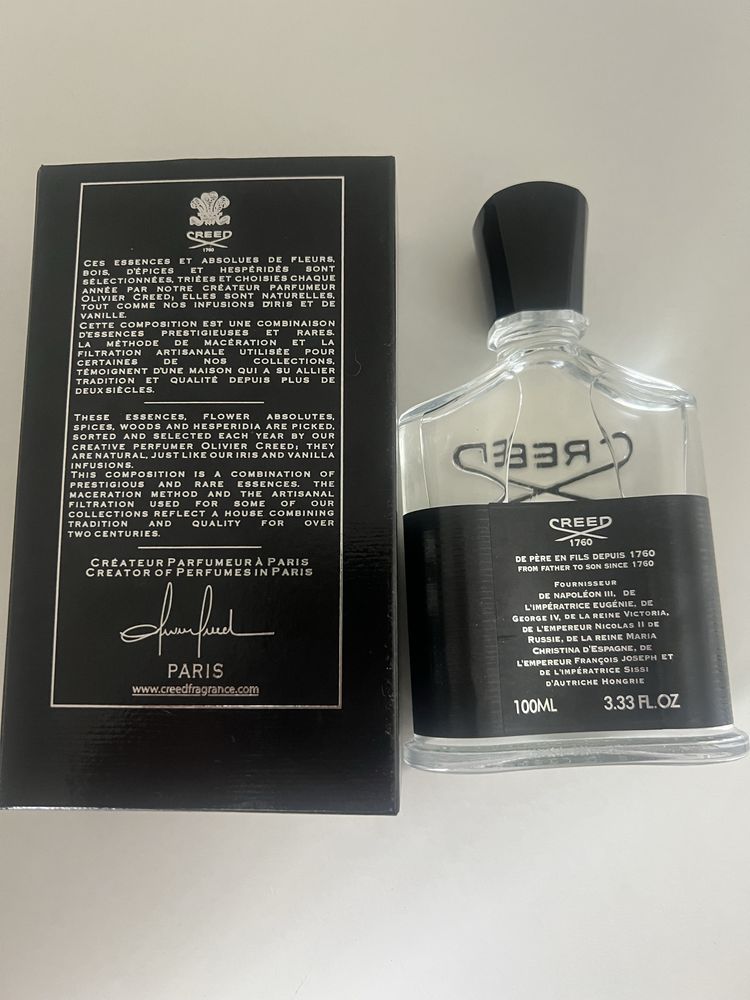 CREED
1760
CES ESSENCES ET ABSOLUES DE FLEURS,
BOIS, D'ÉPICES ET HESPÉRIDÉS SONT
SÉLECTIONNÉES, TRIÉES ET CHOISIES CHAQUE
ANNÉE PAR NOTRE CRÉATEUR PARFUMEUR
OLIVIER CREED; ELLES SONT NATURELLES,
TOUT COMME NOS INFUSIONS D'IRIS ET DE
VANILLE.
CETTE COMPOSITION EST UNE COMBINAISON
D'ESSENCES PRESTIGIEUSES ET RARES.
LA MÉTHODE DE MACÉRATION ET LA
FILTRATION ARTISANALE UTILISÉE POUR
CERTAINES DE NOS COLLECTIONS,
TÉMOIGNENT D'UNE MAISON QUI A SU ALLIER
TRADITION ET QUALITÉ DEPUIS PLUS DE
DEUX SIÈCLES.
THESE ESSENCES, FLOWER ABSOLUTES,
SPICES, WOODS AND HESPERIDIA ARE PICKED,
SORTED AND SELECTED EACH YEAR BY OUR
CREATIVE PERFUMER OLIVIER CREED; THEY
ARE NATURAL, JUST LIKE OUR IRIS AND VANILLA
INFUSIONS.
THIS COMPOSITION IS A COMBINATION OF
PRESTIGIOUS AND RARE ESSENCES. THE
MACERATION METHOD AND THE ARTISANAL
FILTRATION USED FOR SOME OF OUR
COLLECTIONS REFLECT A HOUSE COMBINING
TRADITION AND QUALITY FOR OVER
TWO CENTURIES.
CRÉATEUR PARFUMEUR À PARIS
CREATOR OF PERFUMES IN PARIS
PARIS
www.creedfragrance.com
CREED
CREED
1760
DE PÈRE EN FILS DEPUIS 1760
FROM FATHER TO SON SINCE 1760
FOURNISSEUR
DE NAPOLÉON III, DE
L'IMPÉRATRICE EUGÉNIE, DE
GEORGE IV, DE LA REINE VICTORIA,
DE L'EMPEREUR NICOLAS II DE
RUSSIE, DE LA REINE MARIA
CHRISTINA D'ESPAGNE, DE
L'EMPEREUR FRANÇOIS JOSEPH ET
DE L'IMPÉRATRICE SISSI
D'AUTRICHE HONGRIE
100ML 3.33 FL.OZ